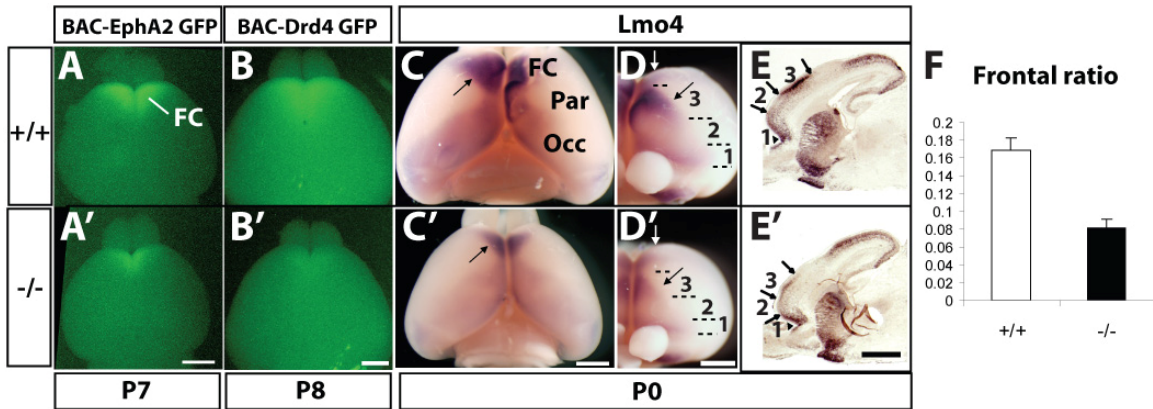 BAC-EphA2 GFP BAC-Drd4 GFP Lmo4
+/+
A
FC
B
C
FC
Par
Occ
D
3
2
1
E
3
2
1
F
Frontal ratio
0.2
0.18
0.16
0.14
0.12
0.1
0.08
0.06
0.04
0.02
0
+/+ -/-
-/-
A′
B′
C′
D′
3
2
1
E′
3
2
1
P7 P8 P0